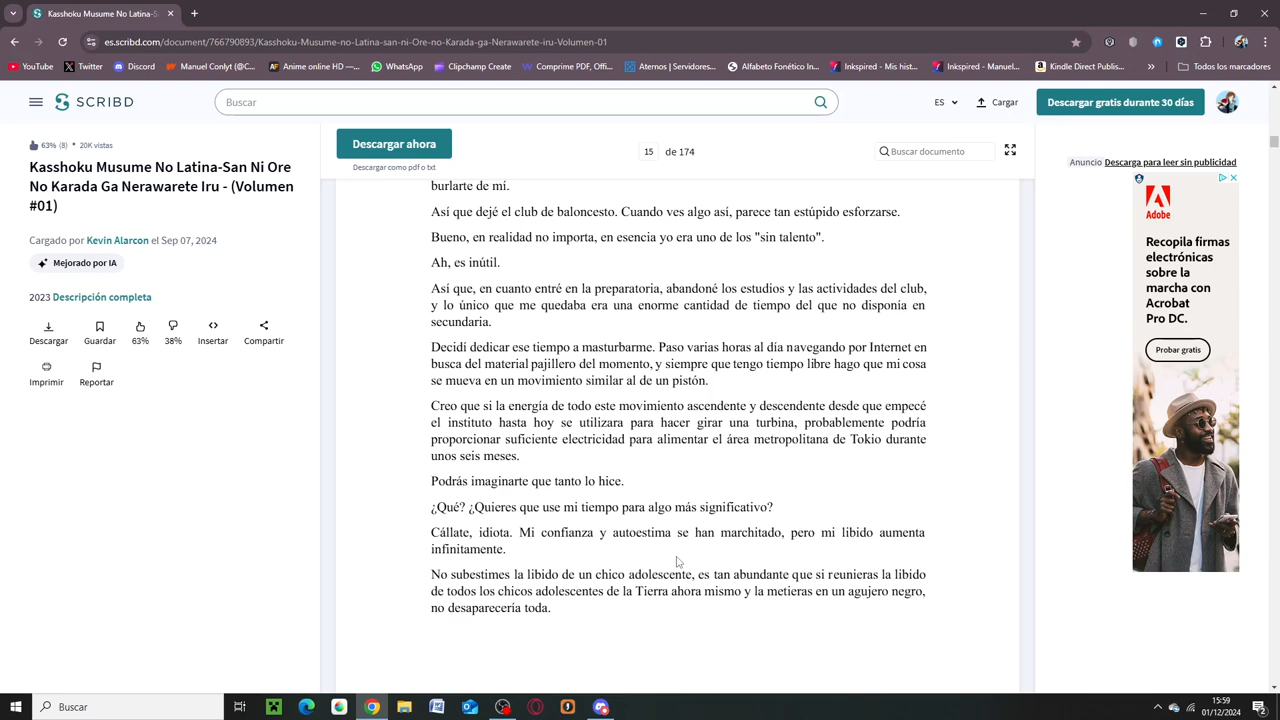 Kasshoku Musume No Latina-S
es.scribd.com/document/766790893/Kasshoku-Musume-no-Latina-san-ni-Ore-no-Karada-ga-Nerawarete-iru-Volumen-01
YouTube
Twitter
Discord
Manuel Conlyt (@ma...
Anime online HD —...
WhatsApp
Clipchamp Create
Comprime PDF, Offi...
Aternos | Servidores...
Alfabeto Fonético In...
Inkspired - Mis hist...
Inkspired - Manuel...
Amazon.com: Comp...
Kindle Direct Publis...
Todos los marcadores
SCRIBD
Buscar
ES
Cargar
Descargar gratis durante 30 días
63% (8) • 20K vistas
Kasshoku Musume No Latina-San Ni Ore
No Karada Ga Nerawarete Iru - (Volumen
#01)
Cargado por Kevin Alarcon el Sep 07, 2024
Mejorado por IA
2023 Descripción completa
Descargar
Guardar
63%
38%
Insertar
Compartir
Imprimir
Reportar
Descargar ahora
Descargar como pdf o txt
15 de 174
Buscar documento
burlarte de mí.
Así que dejé el club de baloncesto. Cuando ves algo así, parece tan estúpido esforzarse.
Bueno, en realidad no importa, en esencia yo era uno de los "sin talento".
Ah, es inútil.
Así que, en cuanto entré en la preparatoria, abandoné los estudios y las actividades del club,
y lo único que me quedaba era una enorme cantidad de tiempo del que no disponía en
secundaria.
Decidí dedicar ese tiempo a masturbarme. Paso varias horas al día navegando por Internet en
busca del material pajillero del momento, y siempre que tengo tiempo libre hago que mi cosa
se mueva en un movimiento similar al de un pistón.
Creo que si la energía de todo este movimiento ascendente y descendente desde que empecé
el instituto hasta hoy se utilizara para hacer girar una turbina, probablemente podría
proporcionar suficiente electricidad para alimentar el área metropolitana de Tokio durante
unos seis meses.
Podrás imaginarte que tanto lo hice.
¿Qué? ¿Quieres que use mi tiempo para algo más significativo?
Cállate, idiota. Mi confianza y autoestima se han marchitado, pero mi libido aumenta
infinitamente.
No subestimes la libido de un chico adolescente, es tan abundante que si reunieras la libido
de todos los chicos adolescentes de la Tierra ahora mismo y la metieras en un agujero negro,
no desaparecería toda.
Anuncio Descarga para leer sin publicidad
Adobe
Recopila firmas
electrónicas
sobre la
marcha con
Acrobat
Pro DC.
Probar gratis
Buscar
15:59
01/12/2024